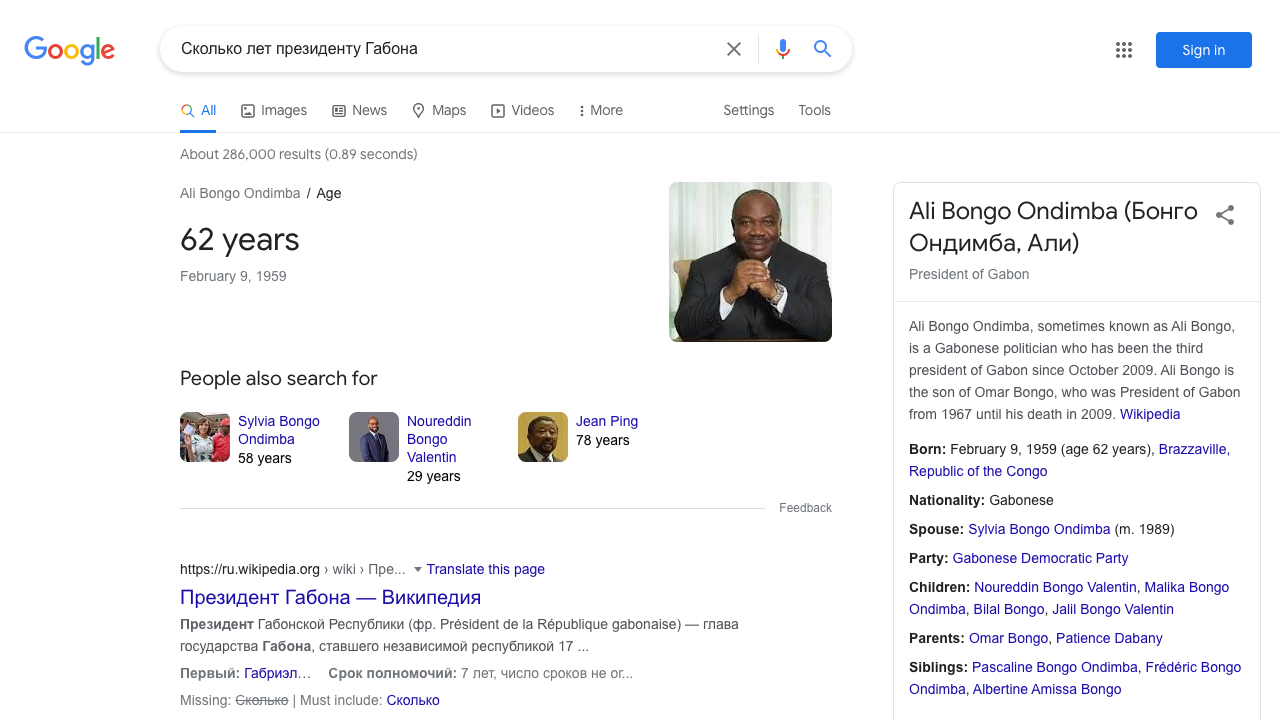 Google
Сколько лет президенту Габона
Sign in
All
Images
News
Maps
Videos
More
Settings
Tools
About 286,000 results (0.89 seconds)
Ali Bongo Ondimba / Age
62 years
February 9, 1959
People also search for
Sylvia Bongo
Ondimba
58 years
Noureddin
Bongo
Valentin
29 years
Jean Ping
78 years
Feedback
https://ru.wikipedia.org › wiki › Пре... Translate this page
Президент Габона — Википедия
Президент Габонской Республики (фр. Président de la République gabonaise) — глава
государства Габона, ставшего независимой республикой 17 ...
Первый: Габриэл… Срок полномочий: 7 лет, число сроков не ог...
Missing: Сколько | Must include: Сколько
Ali Bongo Ondimba (Бонго
Ондимба, Али)
President of Gabon
Ali Bongo Ondimba, sometimes known as Ali Bongo,
is a Gabonese politician who has been the third
president of Gabon since October 2009. Ali Bongo is
the son of Omar Bongo, who was President of Gabon
from 1967 until his death in 2009. Wikipedia
Born: February 9, 1959 (age 62 years), Brazzaville,
Republic of the Congo
Nationality: Gabonese
Spouse: Sylvia Bongo Ondimba (m. 1989)
Party: Gabonese Democratic Party
Children: Noureddin Bongo Valentin, Malika Bongo
Ondimba, Bilal Bongo, Jalil Bongo Valentin
Parents: Omar Bongo, Patience Dabany
Siblings: Pascaline Bongo Ondimba, Frédéric Bongo
Ondimba, Albertine Amissa Bongo